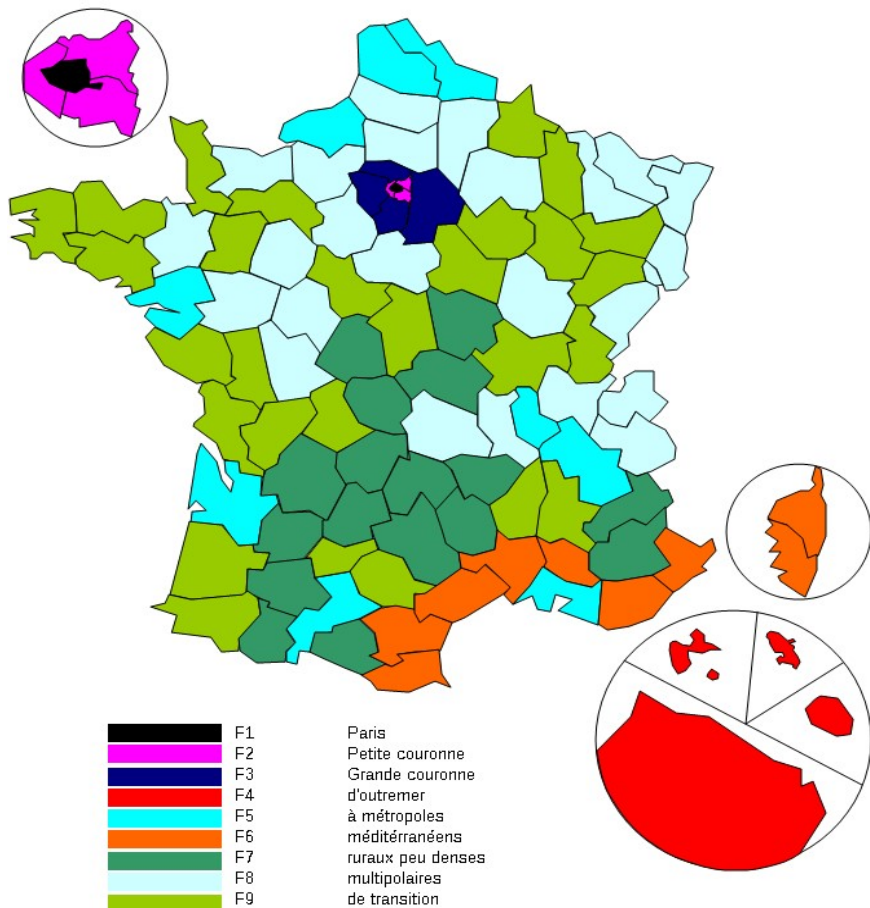 F1 Paris
F2 Petite couronne
F3 Grande couronne
F4 d'outremer
F5 à métropoles
F6 méditérránéens
F7 ruraux peu denses
F8 multipolaires
F9 de transition